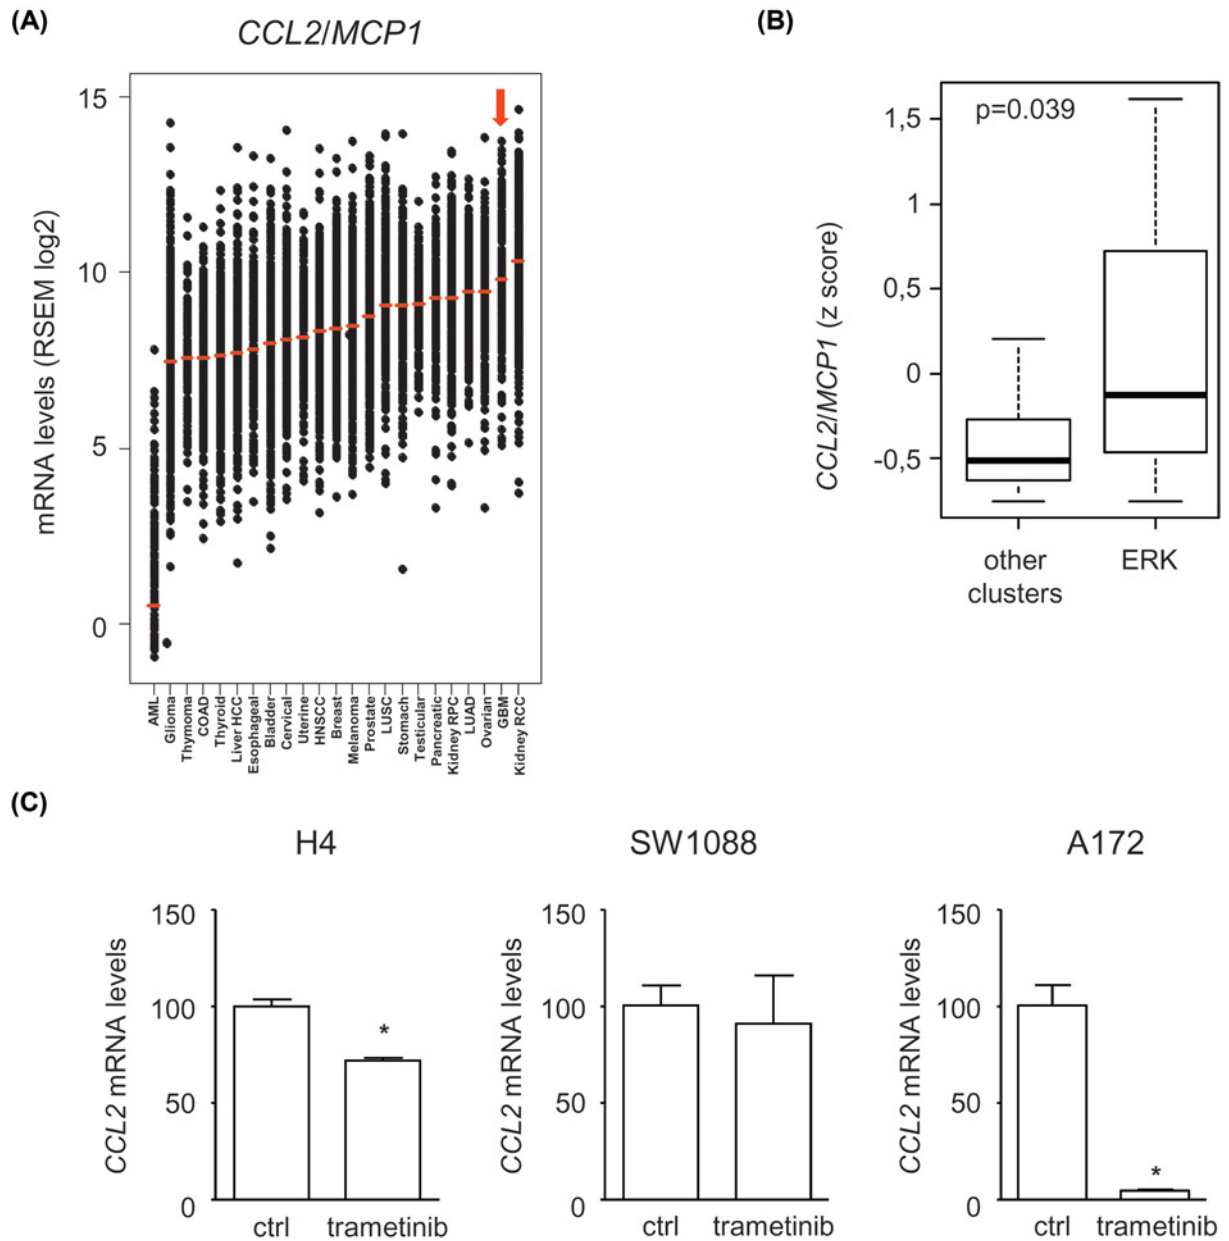 (A)
CCL2/MCP1
mRNA levels (RSEM log2)
15
10
5
0
AML
Glioma
Thymoma
COAD
Thyroid
Liver HCC
Esophageal
Bladder
Cervical
Uterine
HNSCC
Breast
Melanoma
Prostate
LUSC
Stomach
Testicular
Pancreatic
Kidney RPC
LUAD
Ovarian
GBM
Kidney RCC
(B)
p=0.039
CCL2/MCP1 (z score)
1,5
1
0,5
0
-0,5
other
clusters
ERK
(C)
H4
CCL2 mRNA levels
150
100
50
0
*
ctrl
trametinib
SW1088
CCL2 mRNA levels
150
100
50
0
ctrl
trametinib
A172
CCL2 mRNA levels
150
100
50
0
*
ctrl
trametinib